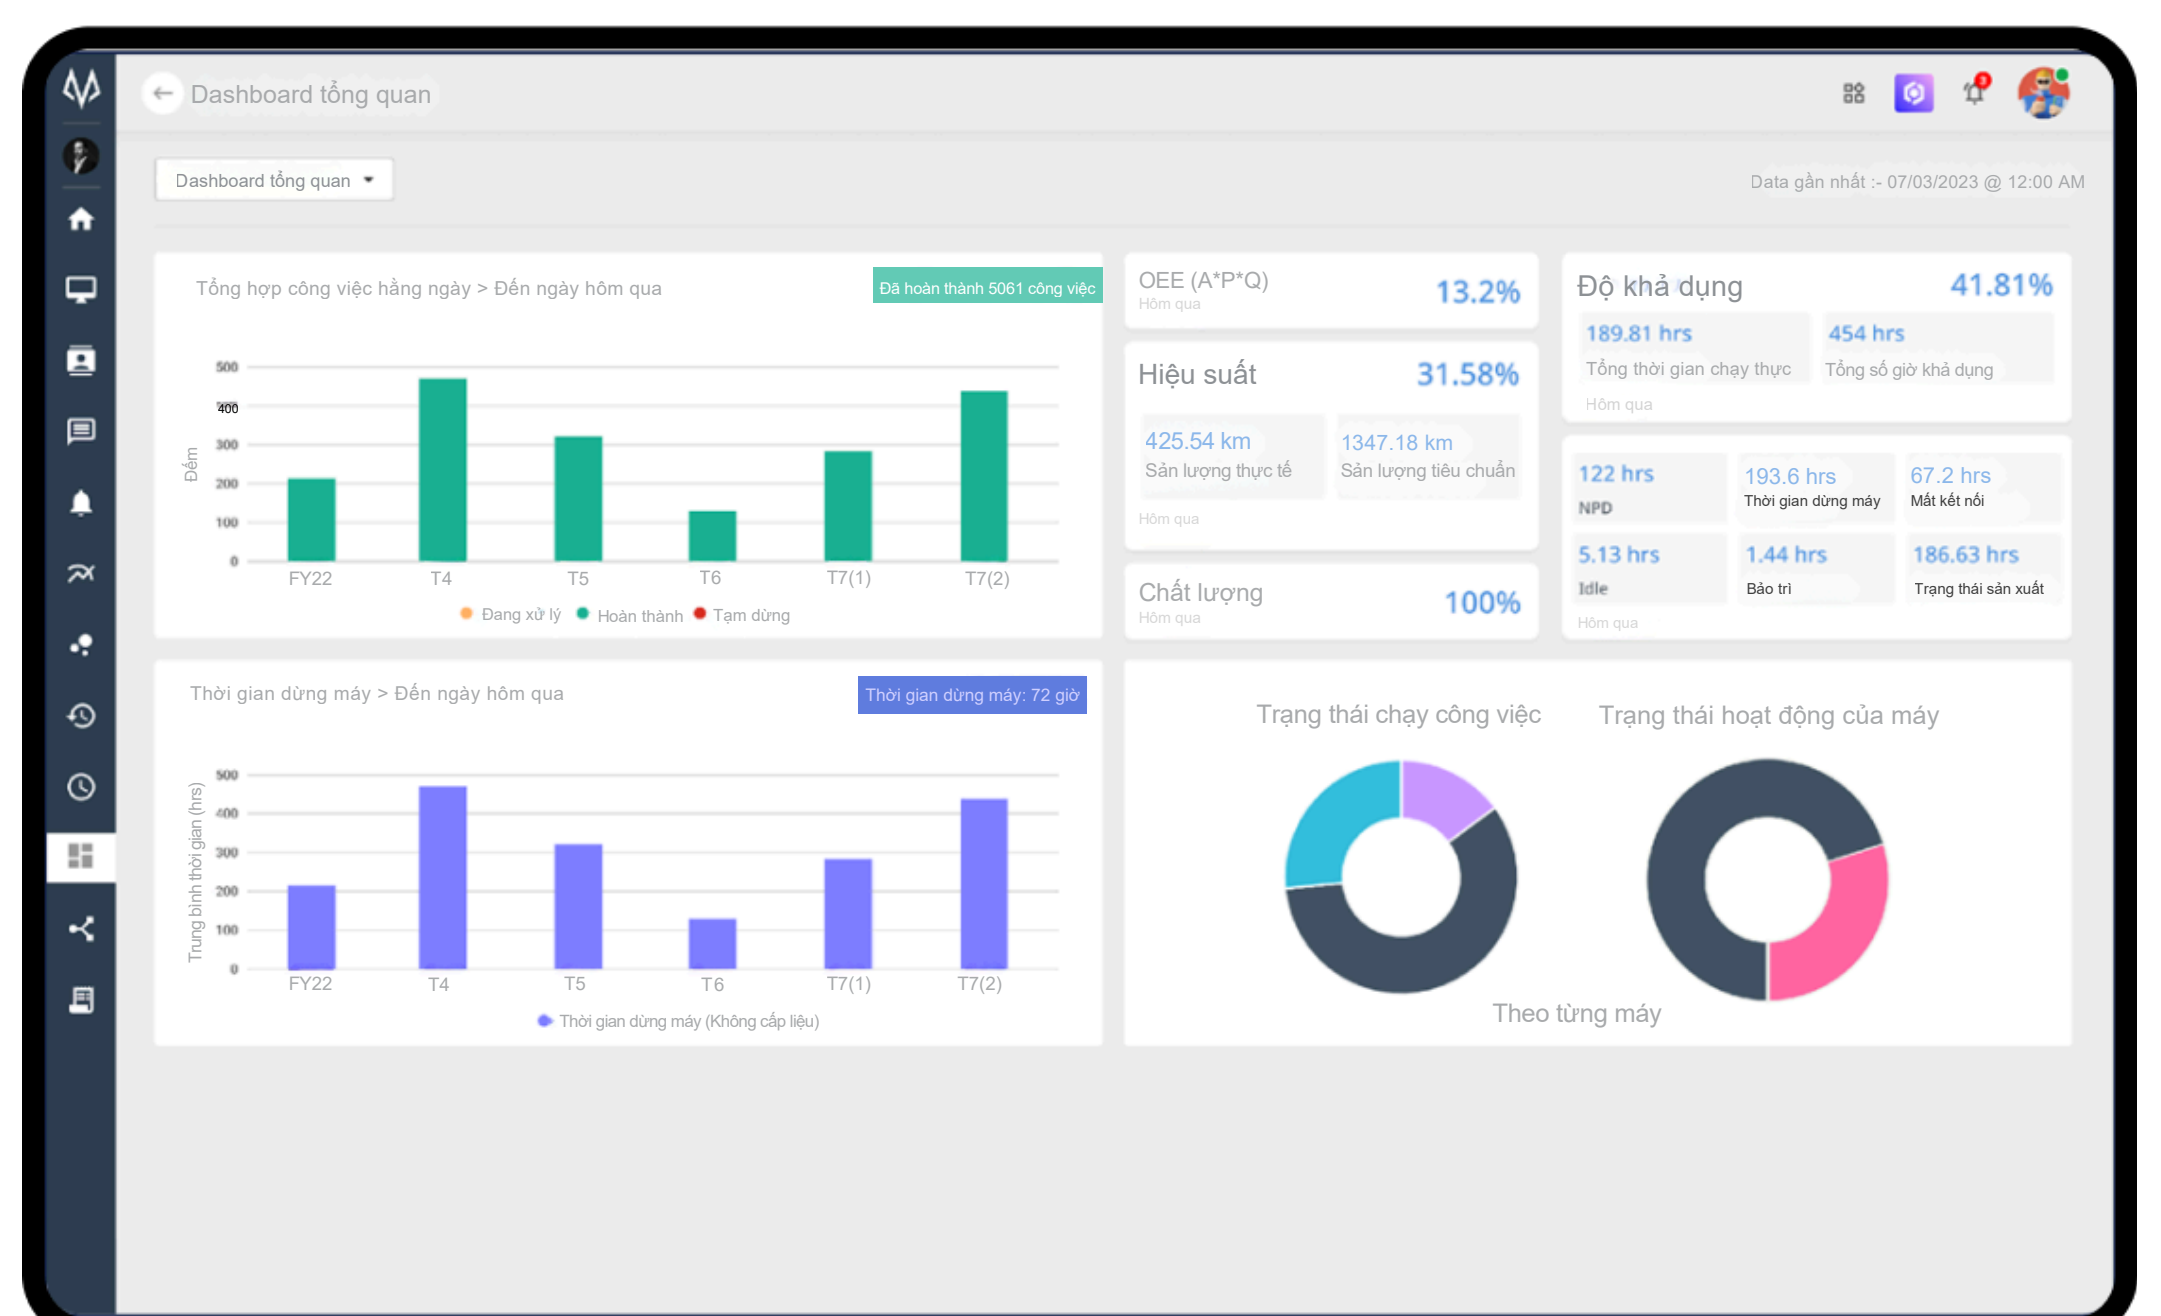 Dashboard tổng quan
3
Dashboard tổng quan
Data gần nhất :- 07/03/2023 @ 12:00 AM
Tổng hợp công việc hằng ngày > Đến ngày hôm qua
Đã hoàn thành 5061 công việc
Đếm
500
400
300
200
100
0
FY22 T4 T5 T6 T7(1) T7(2)
Đang xử lý Hoàn thành Tạm dừng
OEE (A*P*Q)
13.2%
Hôm qua
Hiệu suất
31.58%
425.54 km
Sản lượng thực tế
1347.18 km
Sản lượng tiêu chuẩn
Hôm qua
Chất lượng
100%
Hôm qua
Độ khả dụng
41.81%
189.81 hrs
Tổng thời gian chạy thực
454 hrs
Tổng số giờ khả dụng
Hôm qua
122 hrs
NPD
193.6 hrs
Thời gian dừng máy
67.2 hrs
Mất kết nối
5.13 hrs
Idle
1.44 hrs
Bảo trì
186.63 hrs
Trạng thái sản xuất
Hôm qua
Thời gian dừng máy > Đến ngày hôm qua
Thời gian dừng máy: 72 giờ
Trung bình thời gian (hrs)
500
400
300
200
100
0
FY22 T4 T5 T6 T7(1) T7(2)
Thời gian dừng máy (Không cấp liệu)
Trạng thái chạy công việc
Trạng thái hoạt động của máy
Theo từng máy